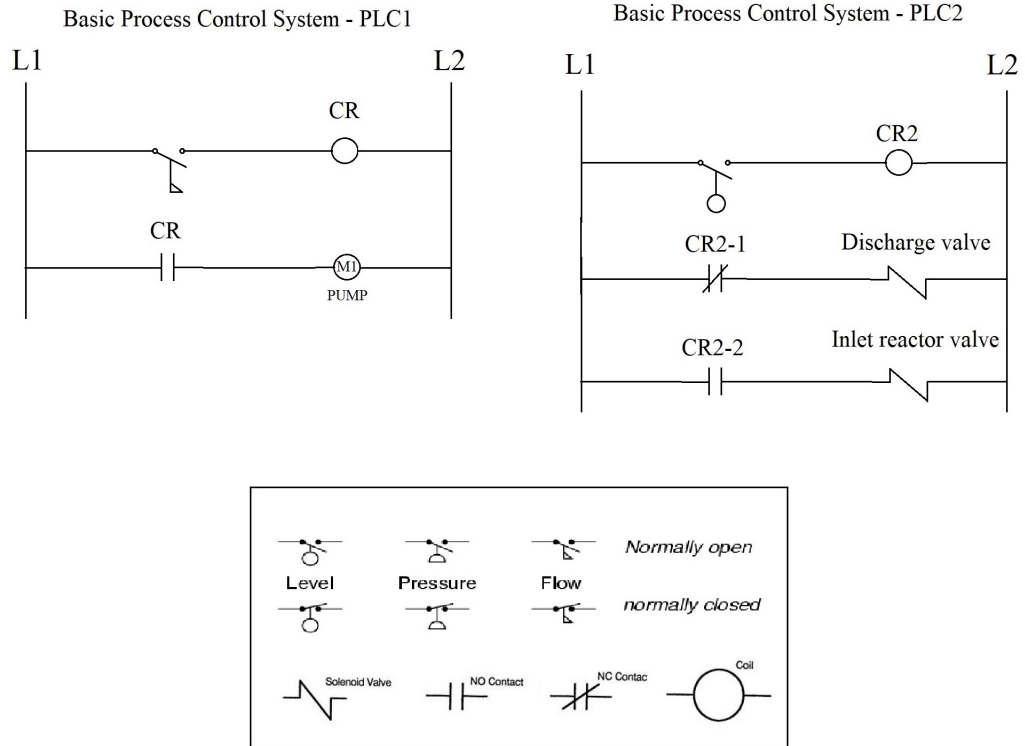 Basic Process Control System - PLC1
L1
L2
CR
CR
M1
PUMP
Basic Process Control System - PLC2
L1
L2
CR2
CR2-1
Discharge valve
CR2-2
Inlet reactor valve
Normally open
Level Pressure Flow
normally closed
Solenoid Valve
NO Contact
NC Contac
Coil